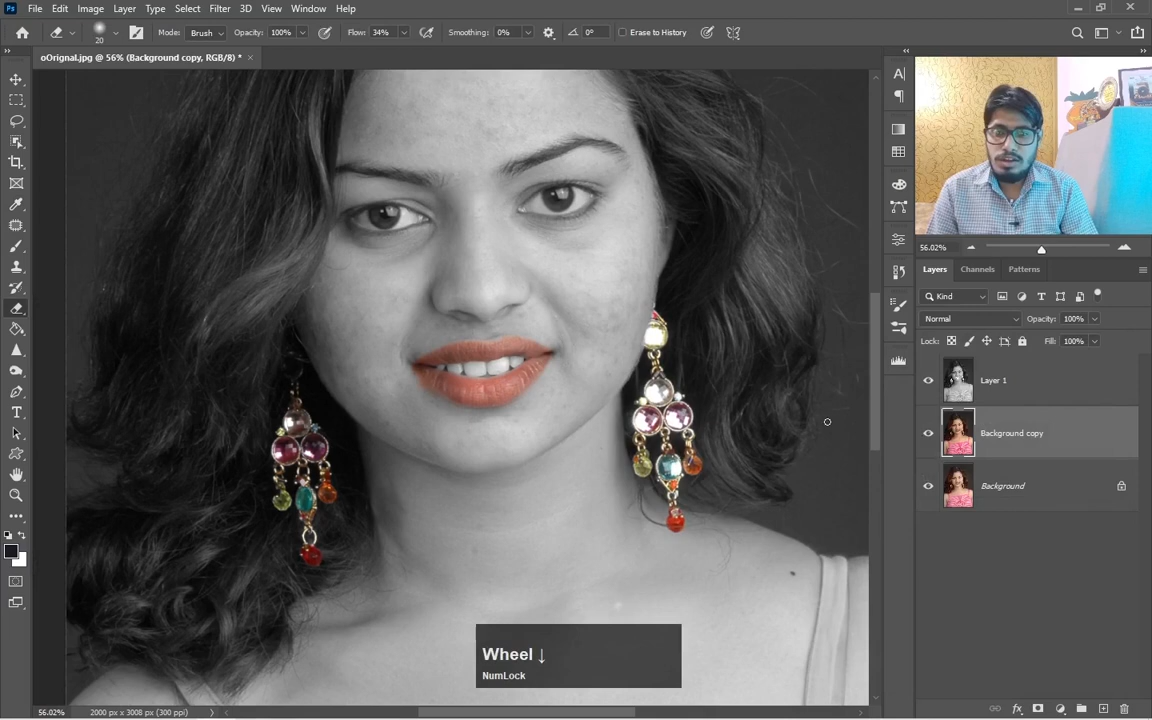 Ps File Edit Image Layer Type Select Filter 3D View Window Help
20 Mode: Brush Opacity: 100% Flow: 34% Smoothing: 0% 0° Erase to History
oOrignal.jpg @ 56% (Background copy, RGB/8) * ×
56.02%
Layers Channels Patterns
Kind
Normal Opacity: 100%
Lock: Fill: 100%
Layer 1
Background copy
Background
Wheel ↓
NumLock
56.02% 2000 px x 3008 px (300 ppi)
fx